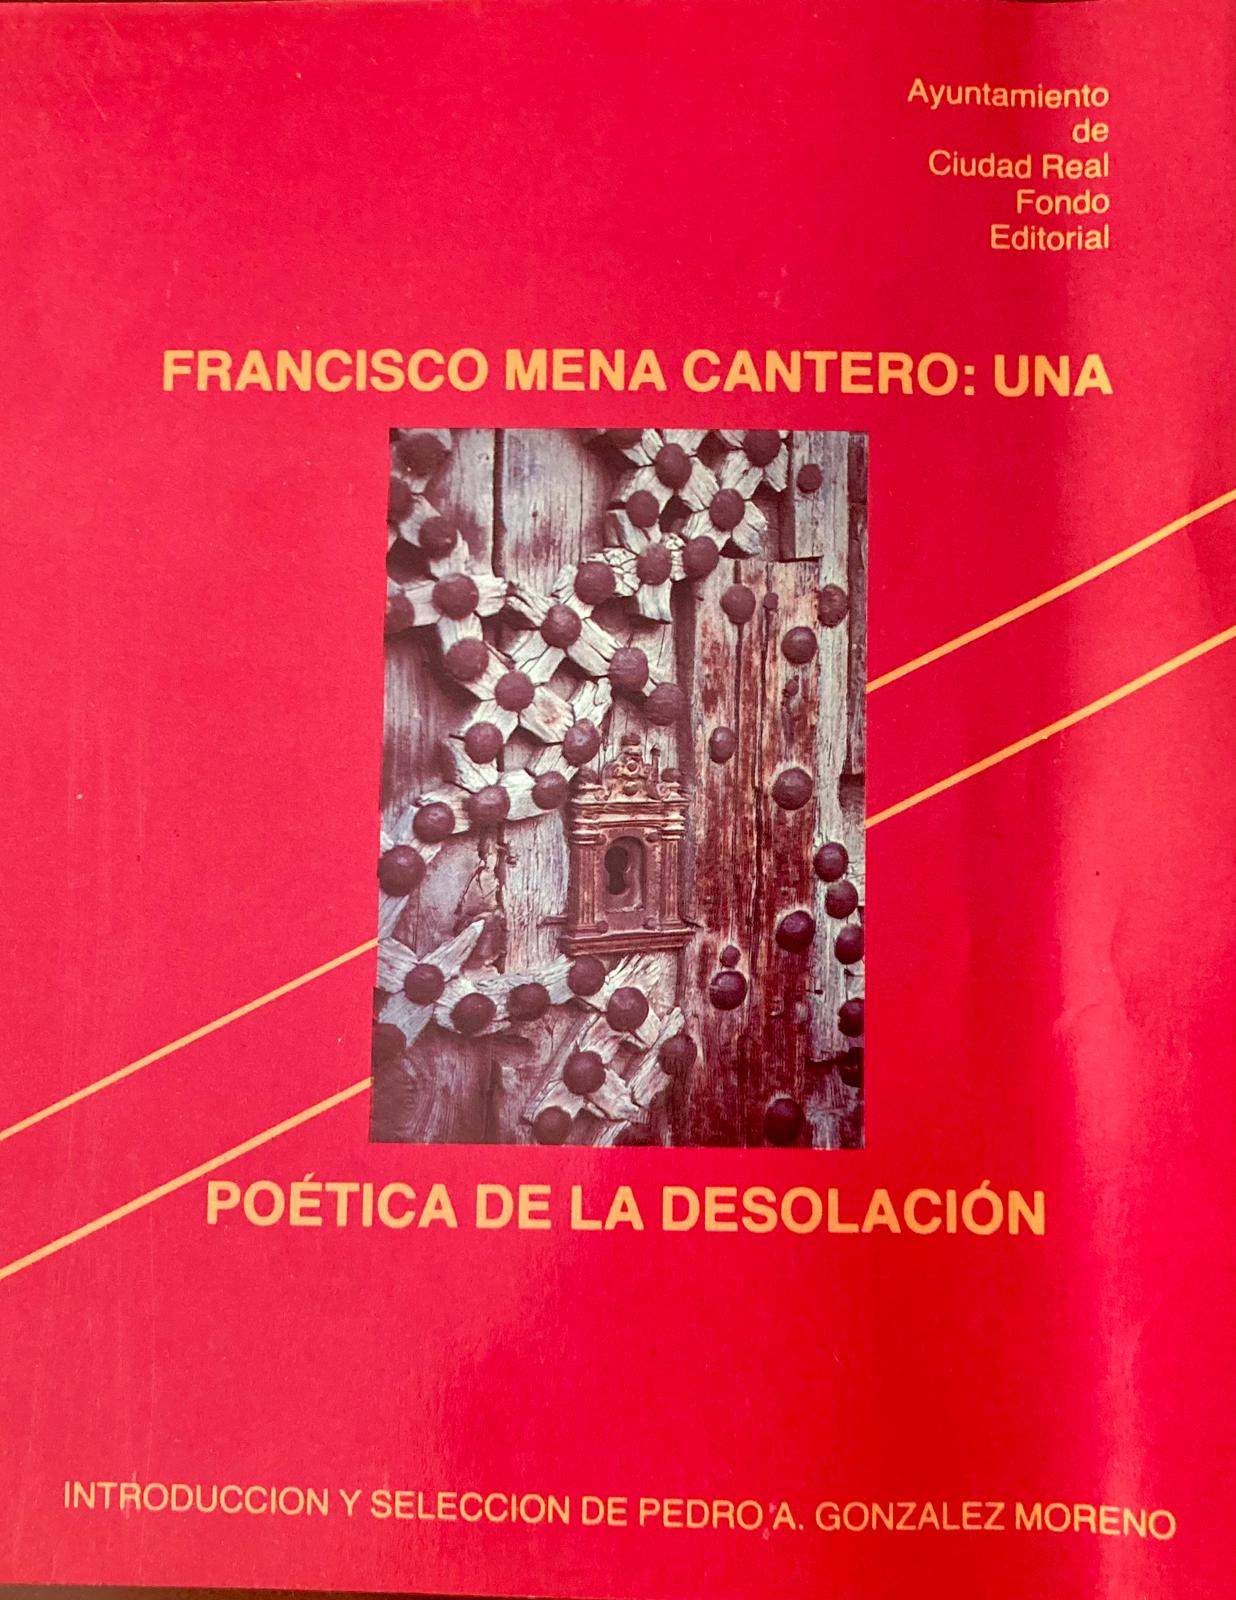 Ayuntamiento
de
Ciudad Real
Fondo
Editorial
FRANCISCO MENA CANTERO: UNA
POÉTICA DE LA DESOLACIÓN
INTRODUCCION Y SELECCION DE PEDRO A. GONZALEZ MORENO